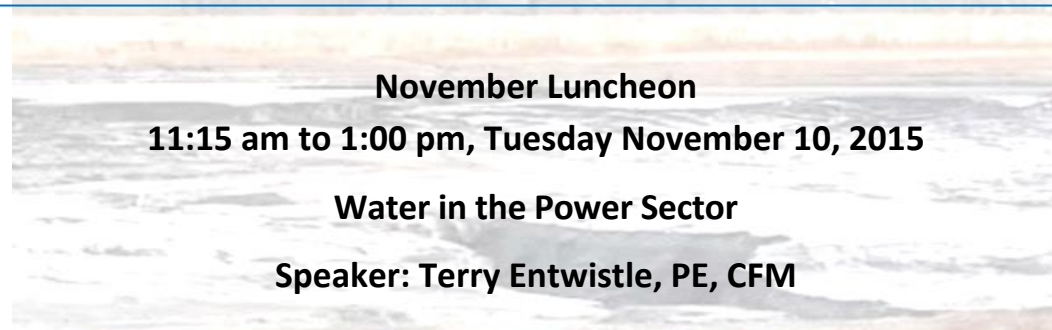 November Luncheon
11:15 am to 1:00 pm, Tuesday November 10, 2015
Water in the Power Sector
Speaker: Terry Entwistle, PE, CFM